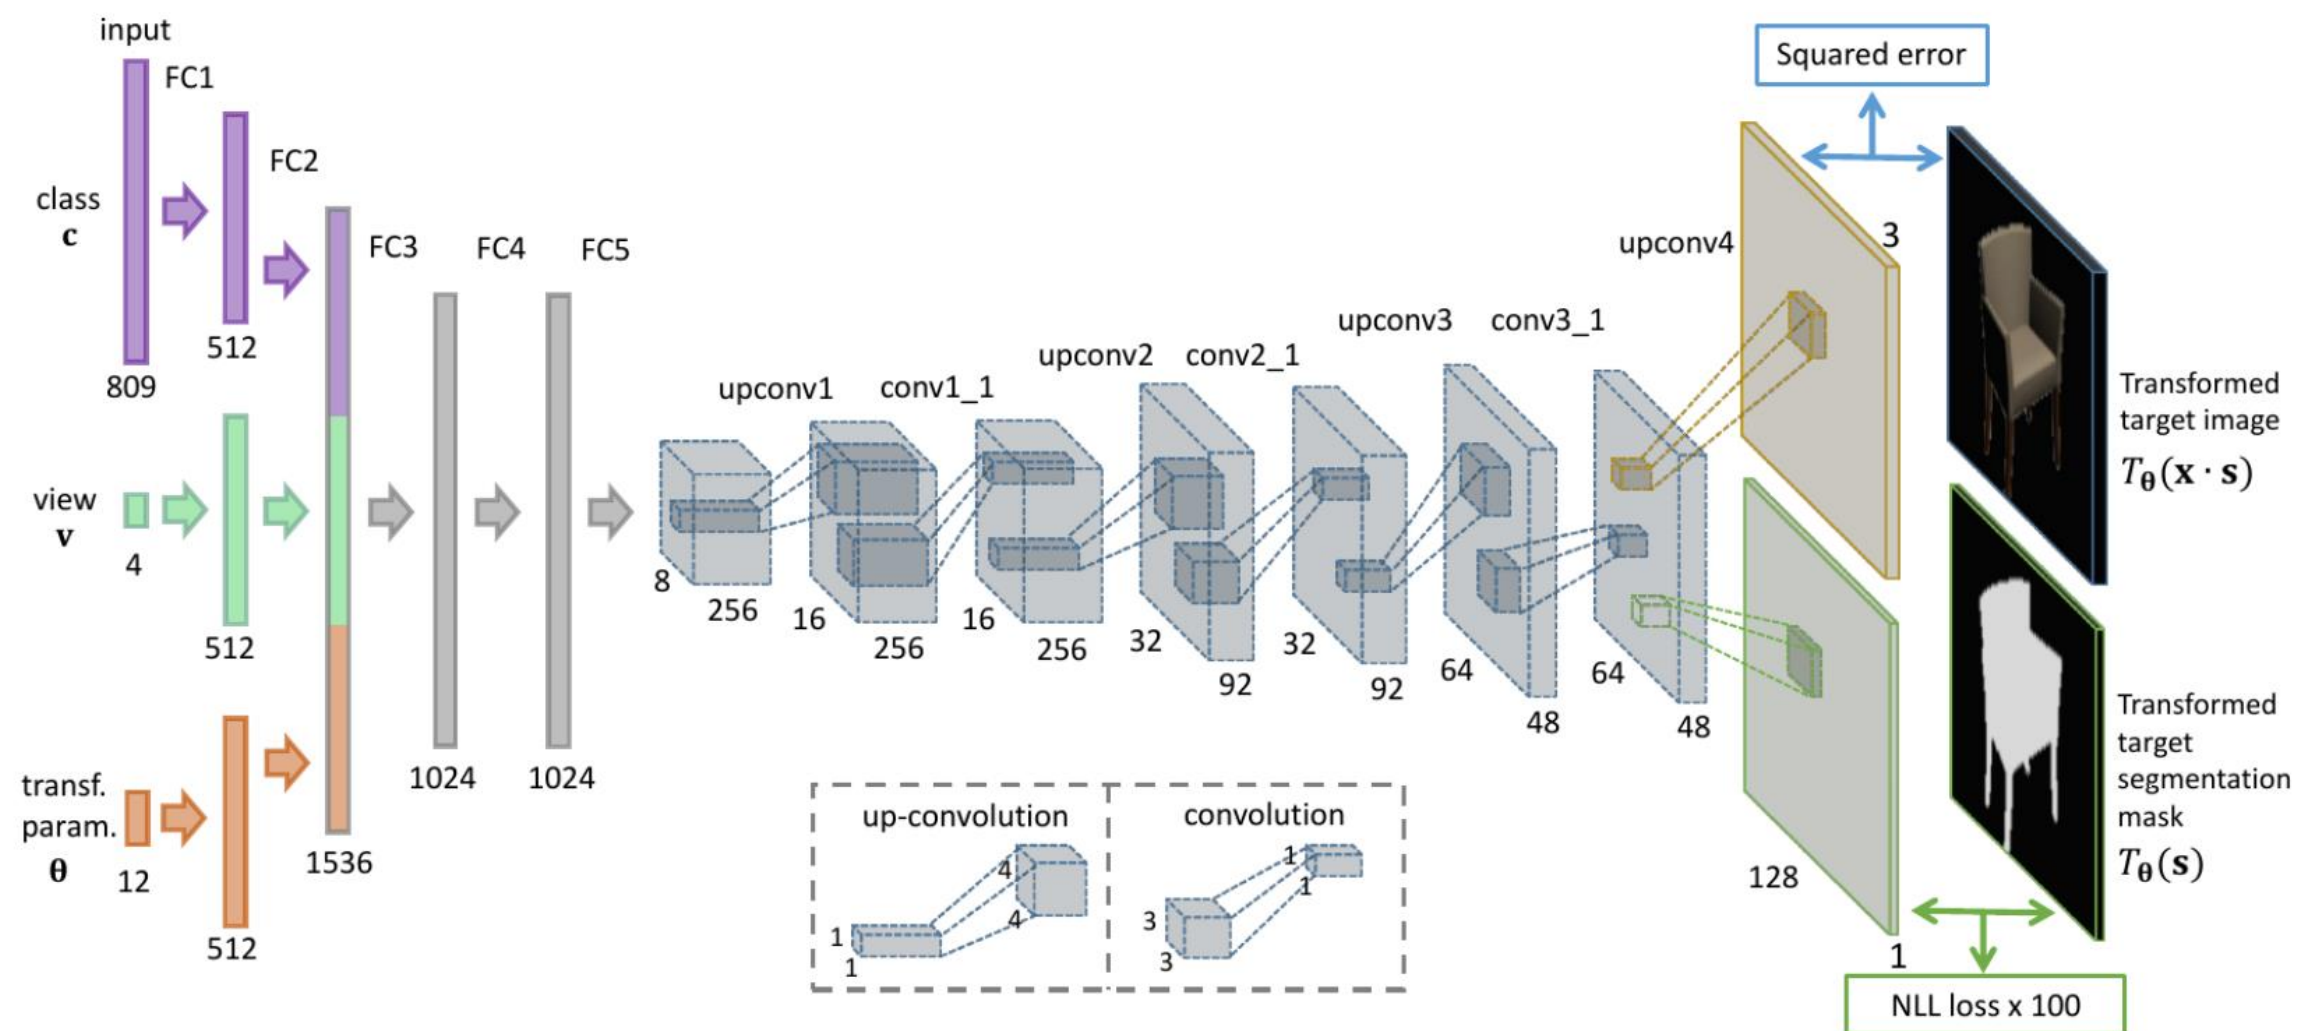 input
FC1
FC2
class
c
809
512
view
v
4
512
transf.
param.
θ
12
512
1536
FC3
FC4
FC5
1024
1024
8
256
upconv1
16
256
conv1_1
16
256
upconv2
32
92
conv2_1
32
92
upconv3
64
48
conv3_1
64
48
upconv4
3
128
1
Squared error
Transformed
target image
T_θ(x · s)
Transformed
target
segmentation
mask
T_θ(s)
NLL loss x 100
up-convolution
1
1
4
4
convolution
3
3
1
1